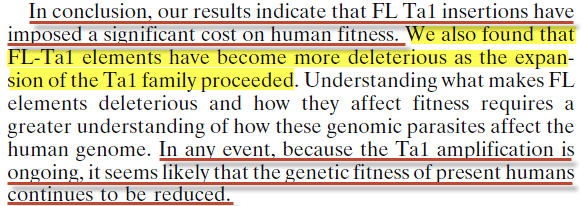 In conclusion, our results indicate that FL Ta1 insertions have
imposed a significant cost on human fitness. We also found that
FL-Ta1 elements have become more deleterious as the expan-
sion of the Ta1 family proceeded. Understanding what makes FL
elements deleterious and how they affect fitness requires a
greater understanding of how these genomic parasites affect the
human genome. In any event, because the Ta1 amplification is
ongoing, it seems likely that the genetic fitness of present humans
continues to be reduced.